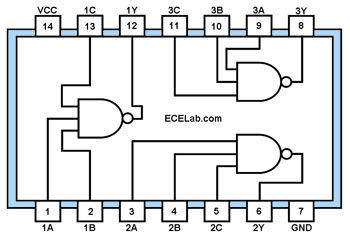 VCC 1C 1Y 3C 3B 3A 3Y
14 13 12 11 10 9 8
ECELab.com
1 2 3 4 5 6 7
1A 1B 2A 2B 2C 2Y GND